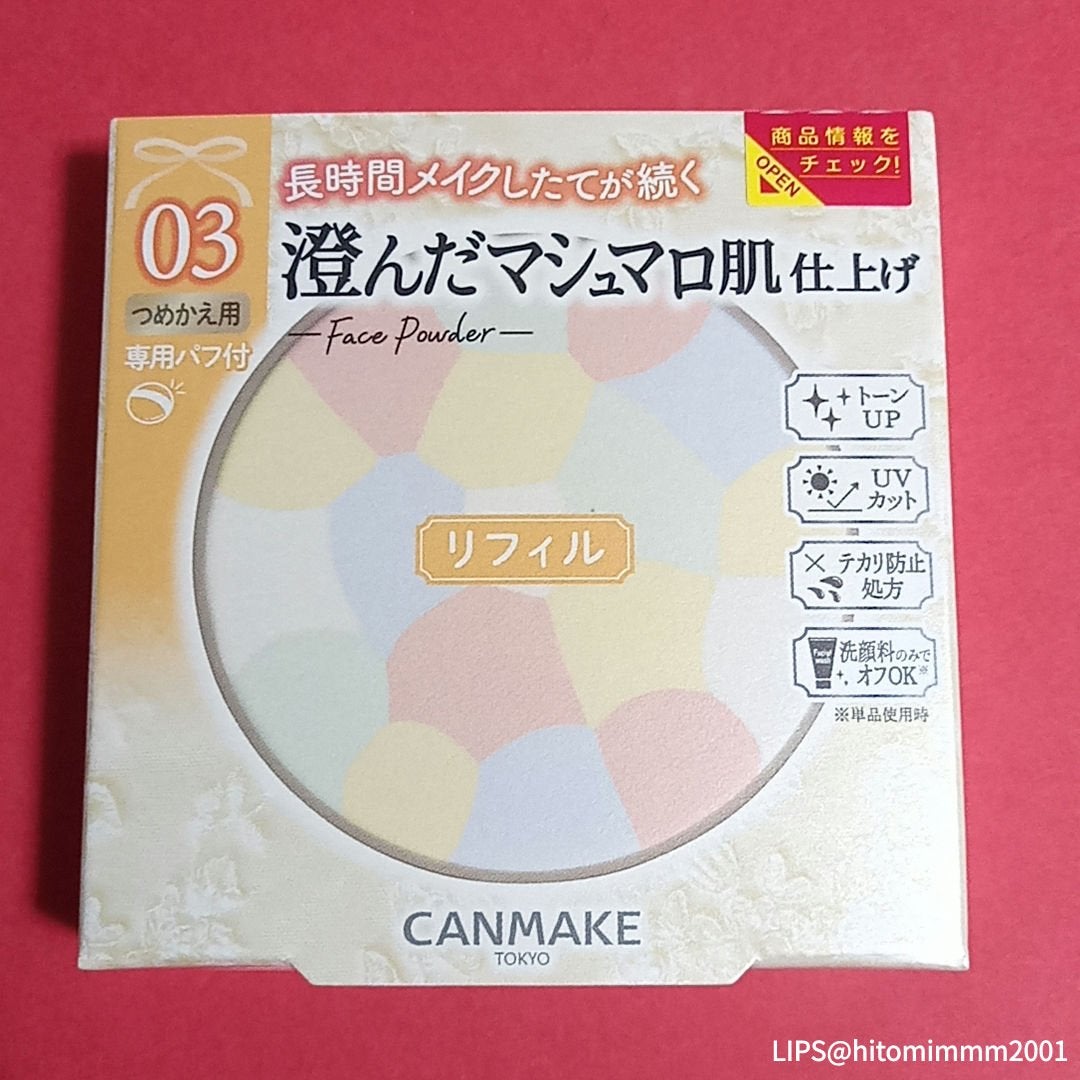 03
つめかえ用
専用パフ付
長時間メイクしたてが続く
澄んだマシュマロ肌仕上げ
Face Powder
商品情報を
チェック!
OPEN
トーン
UP
UV
カット
テカリ防止
処方
洗顔料のみで
オフOK※
※単品使用時
リフィル
CANMAKE
TOKYO
LIPS@hitomimmm2001